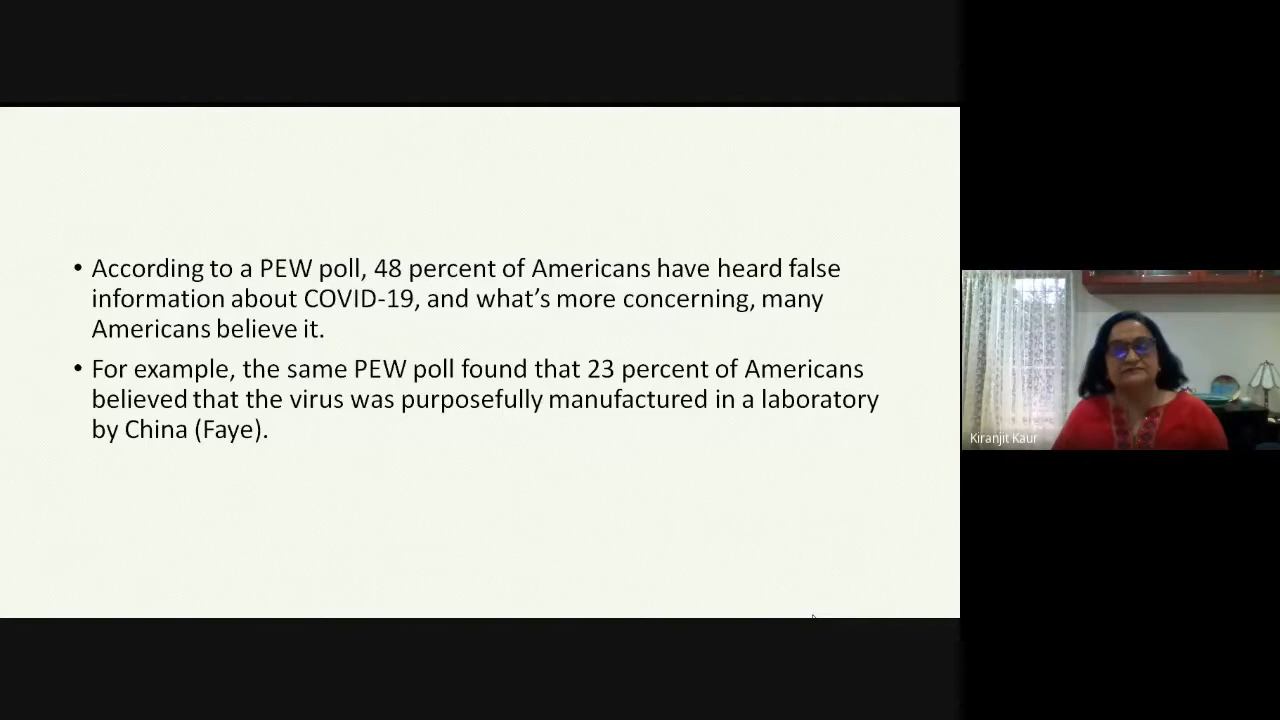 • According to a PEW poll, 48 percent of Americans have heard false
information about COVID-19, and what's more concerning, many
Americans believe it.
• For example, the same PEW poll found that 23 percent of Americans
believed that the virus was purposefully manufactured in a laboratory
by China (Faye).
Kiranjit Kaur